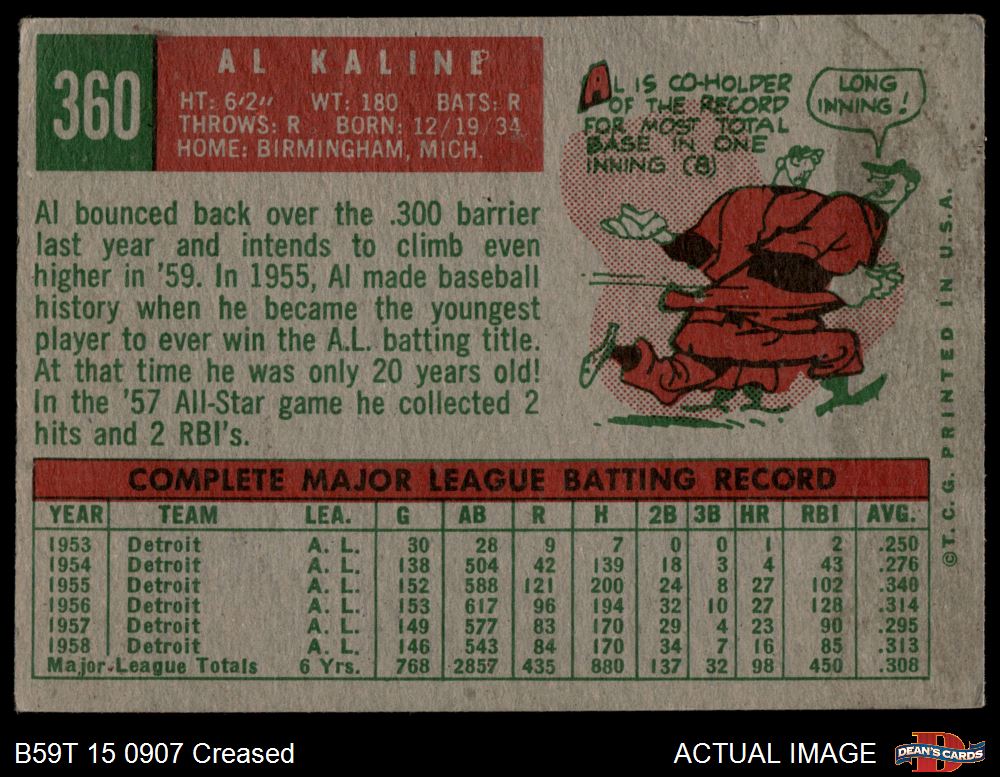 360
AL KALINE
HT: 6'2" WT: 180 BATS: R
THROWS: R BORN: 12/19/34
HOME: BIRMINGHAM, MICH.
AL IS CO-HOLDER
OF THE RECORD
FOR MOST TOTAL
BASE IN ONE
INNING (8)
LONG
INNING!
Al bounced back over the .300 barrier
last year and intends to climb even
higher in '59. In 1955, Al made baseball
history when he became the youngest
player to ever win the A.L. batting title.
At that time he was only 20 years old!
In the '57 All-Star game he collected 2
hits and 2 RBI's.
COMPLETE MAJOR LEAGUE BATTING RECORD
YEAR TEAM LEA. G AB R H 2B 3B HR RBI AVG.
1953 Detroit A. L. 30 28 9 7 0 0 1 2 .250
1954 Detroit A. L. 138 504 42 139 18 3 4 43 .276
1955 Detroit A. L. 152 588 121 200 24 8 27 102 .340
1956 Detroit A. L. 153 617 96 194 32 10 27 128 .314
1957 Detroit A. L. 149 577 83 170 29 4 23 90 .295
1958 Detroit A. L. 146 543 84 170 34 7 16 85 .313
Major League Totals 6 Yrs. 768 2857 435 880 137 32 98 450 .308
©T. C. G. PRINTED IN U.S.A.
B59T 15 0907 Creased
ACTUAL IMAGE
DEAN'S CARDS